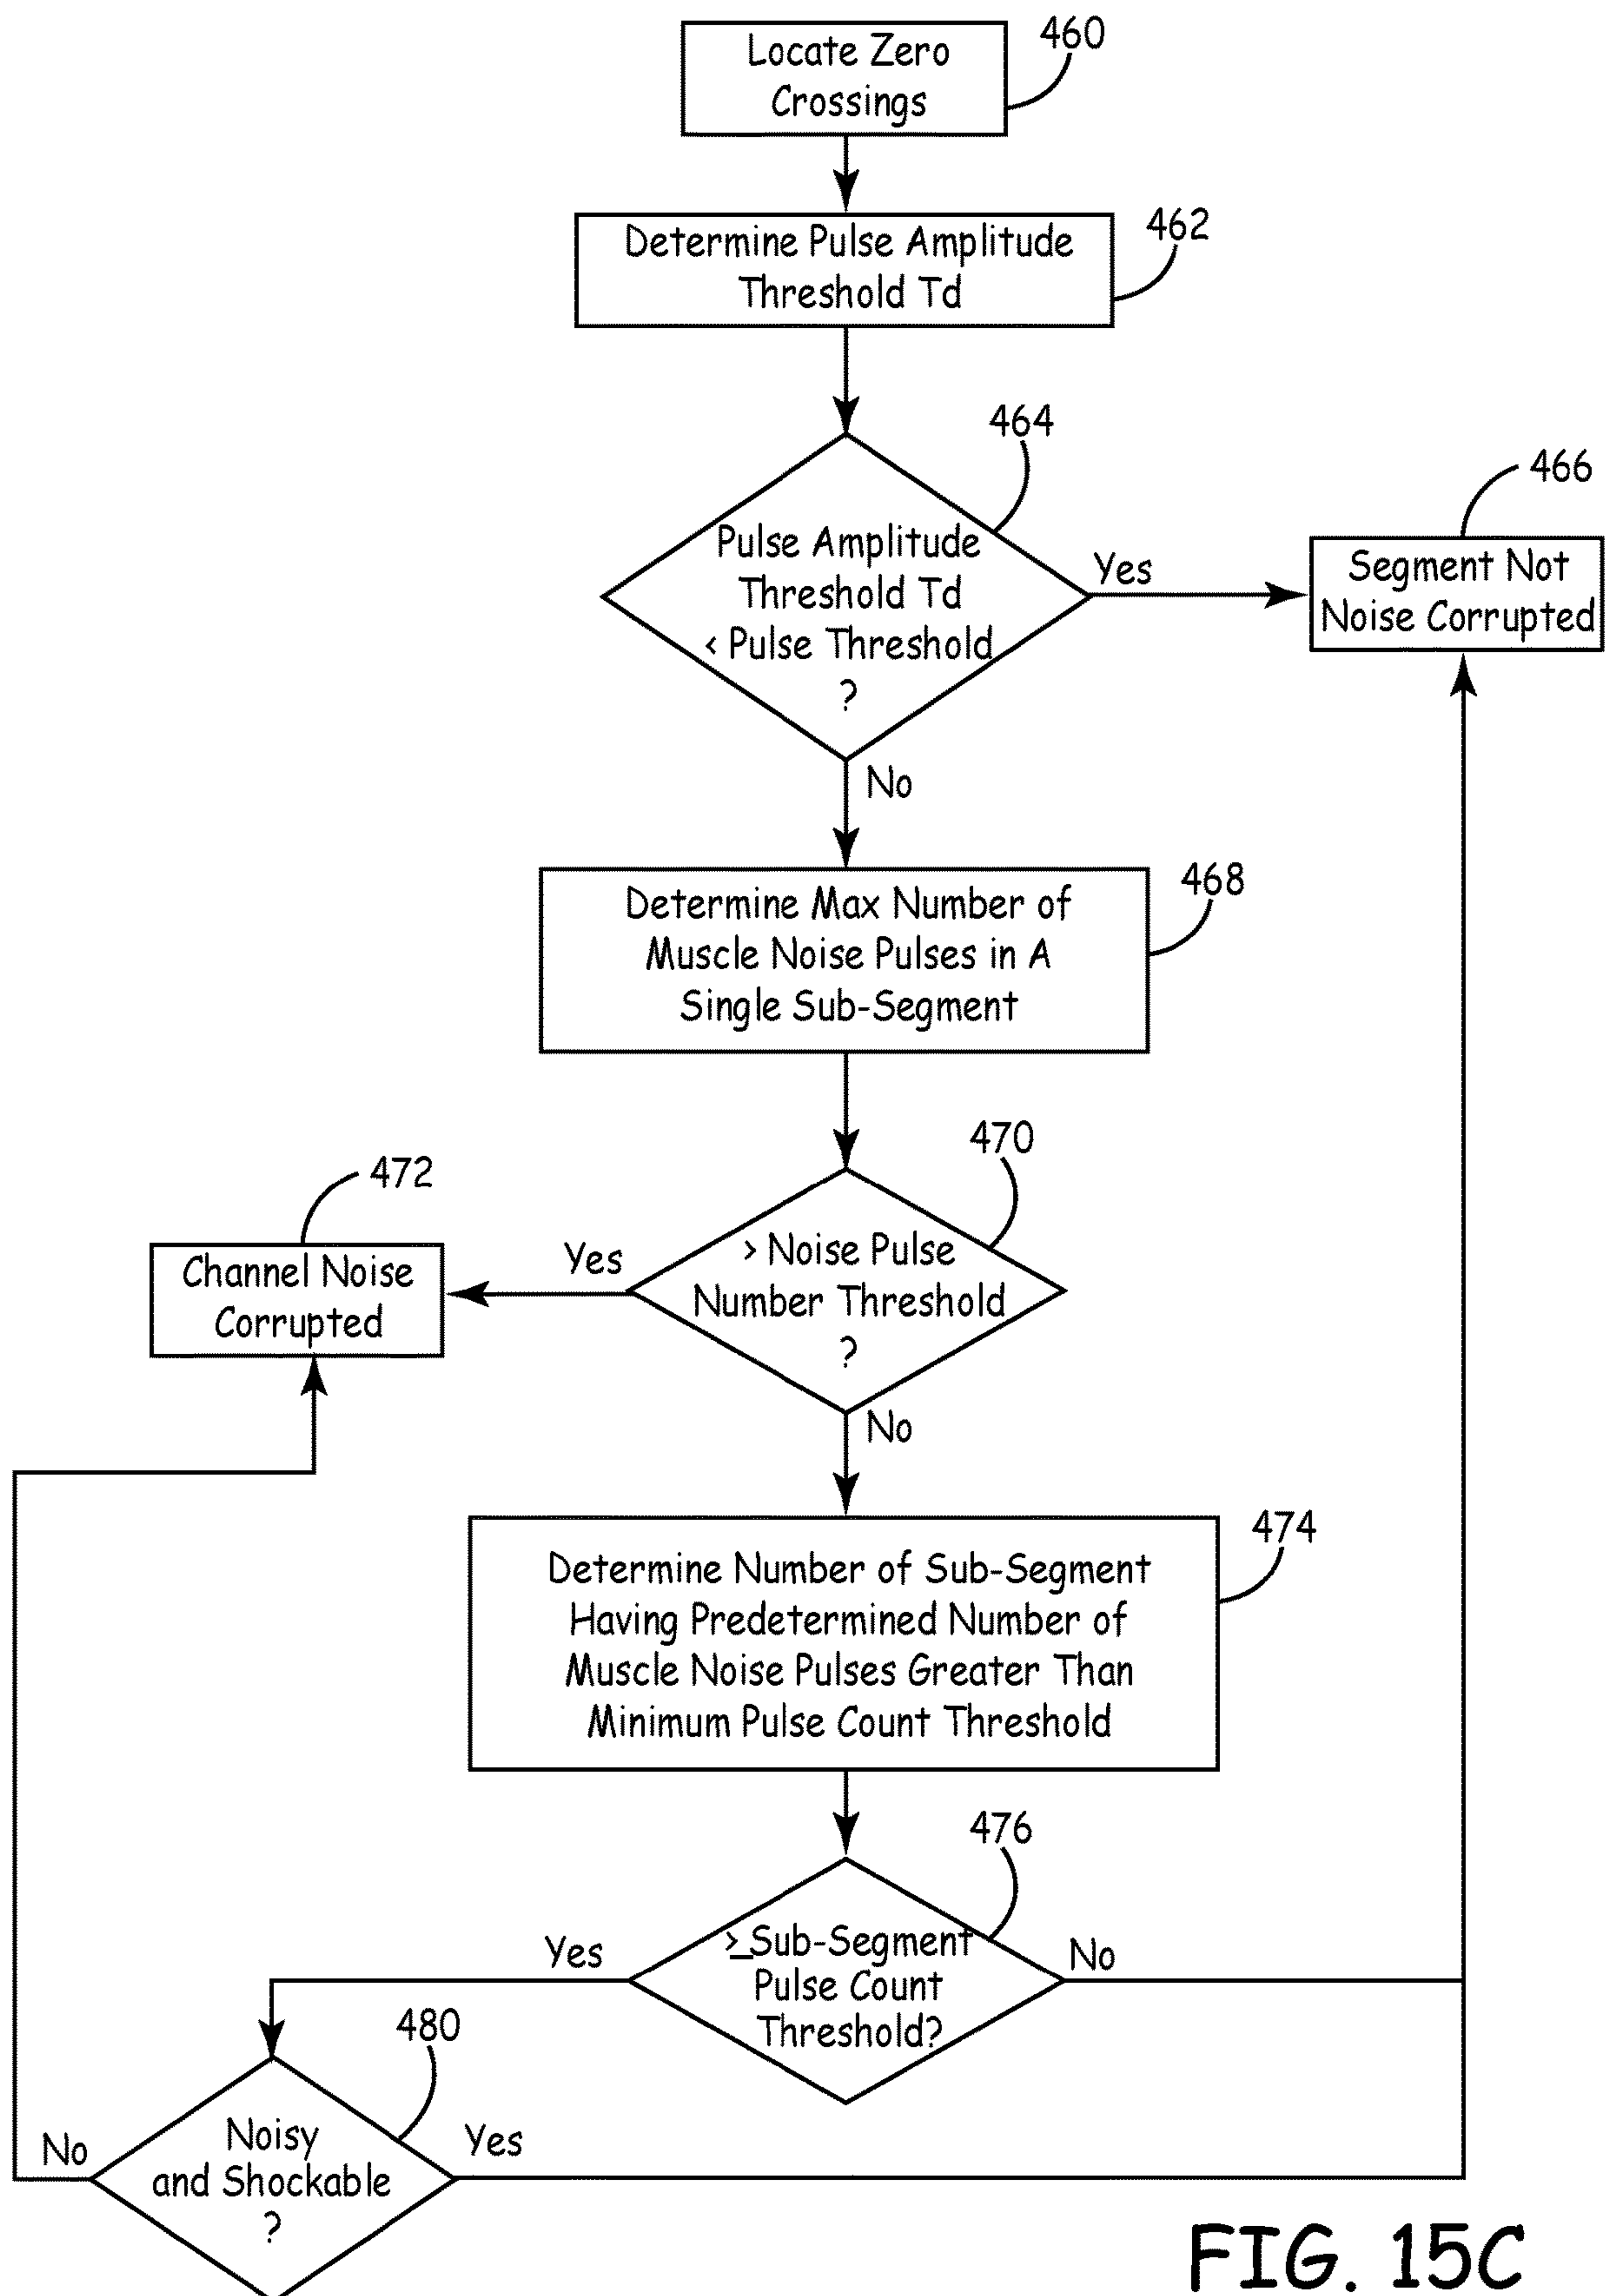 Locate Zero
Crossings
460
Determine Pulse Amplitude
Threshold Td
462
464
Pulse Amplitude
Threshold Td
< Pulse Threshold
?
Yes
466
Segment Not
Noise Corrupted
No
Determine Max Number of
Muscle Noise Pulses in A
Single Sub-Segment
468
470
> Noise Pulse
Number Threshold
?
Yes
472
Channel Noise
Corrupted
No
Determine Number of Sub-Segment
Having Predetermined Number of
Muscle Noise Pulses Greater Than
Minimum Pulse Count Threshold
474
476
≥ Sub-Segment
Pulse Count
Threshold?
Yes
No
480
Noisy
and Shockable
?
No
Yes
FIG. 15C